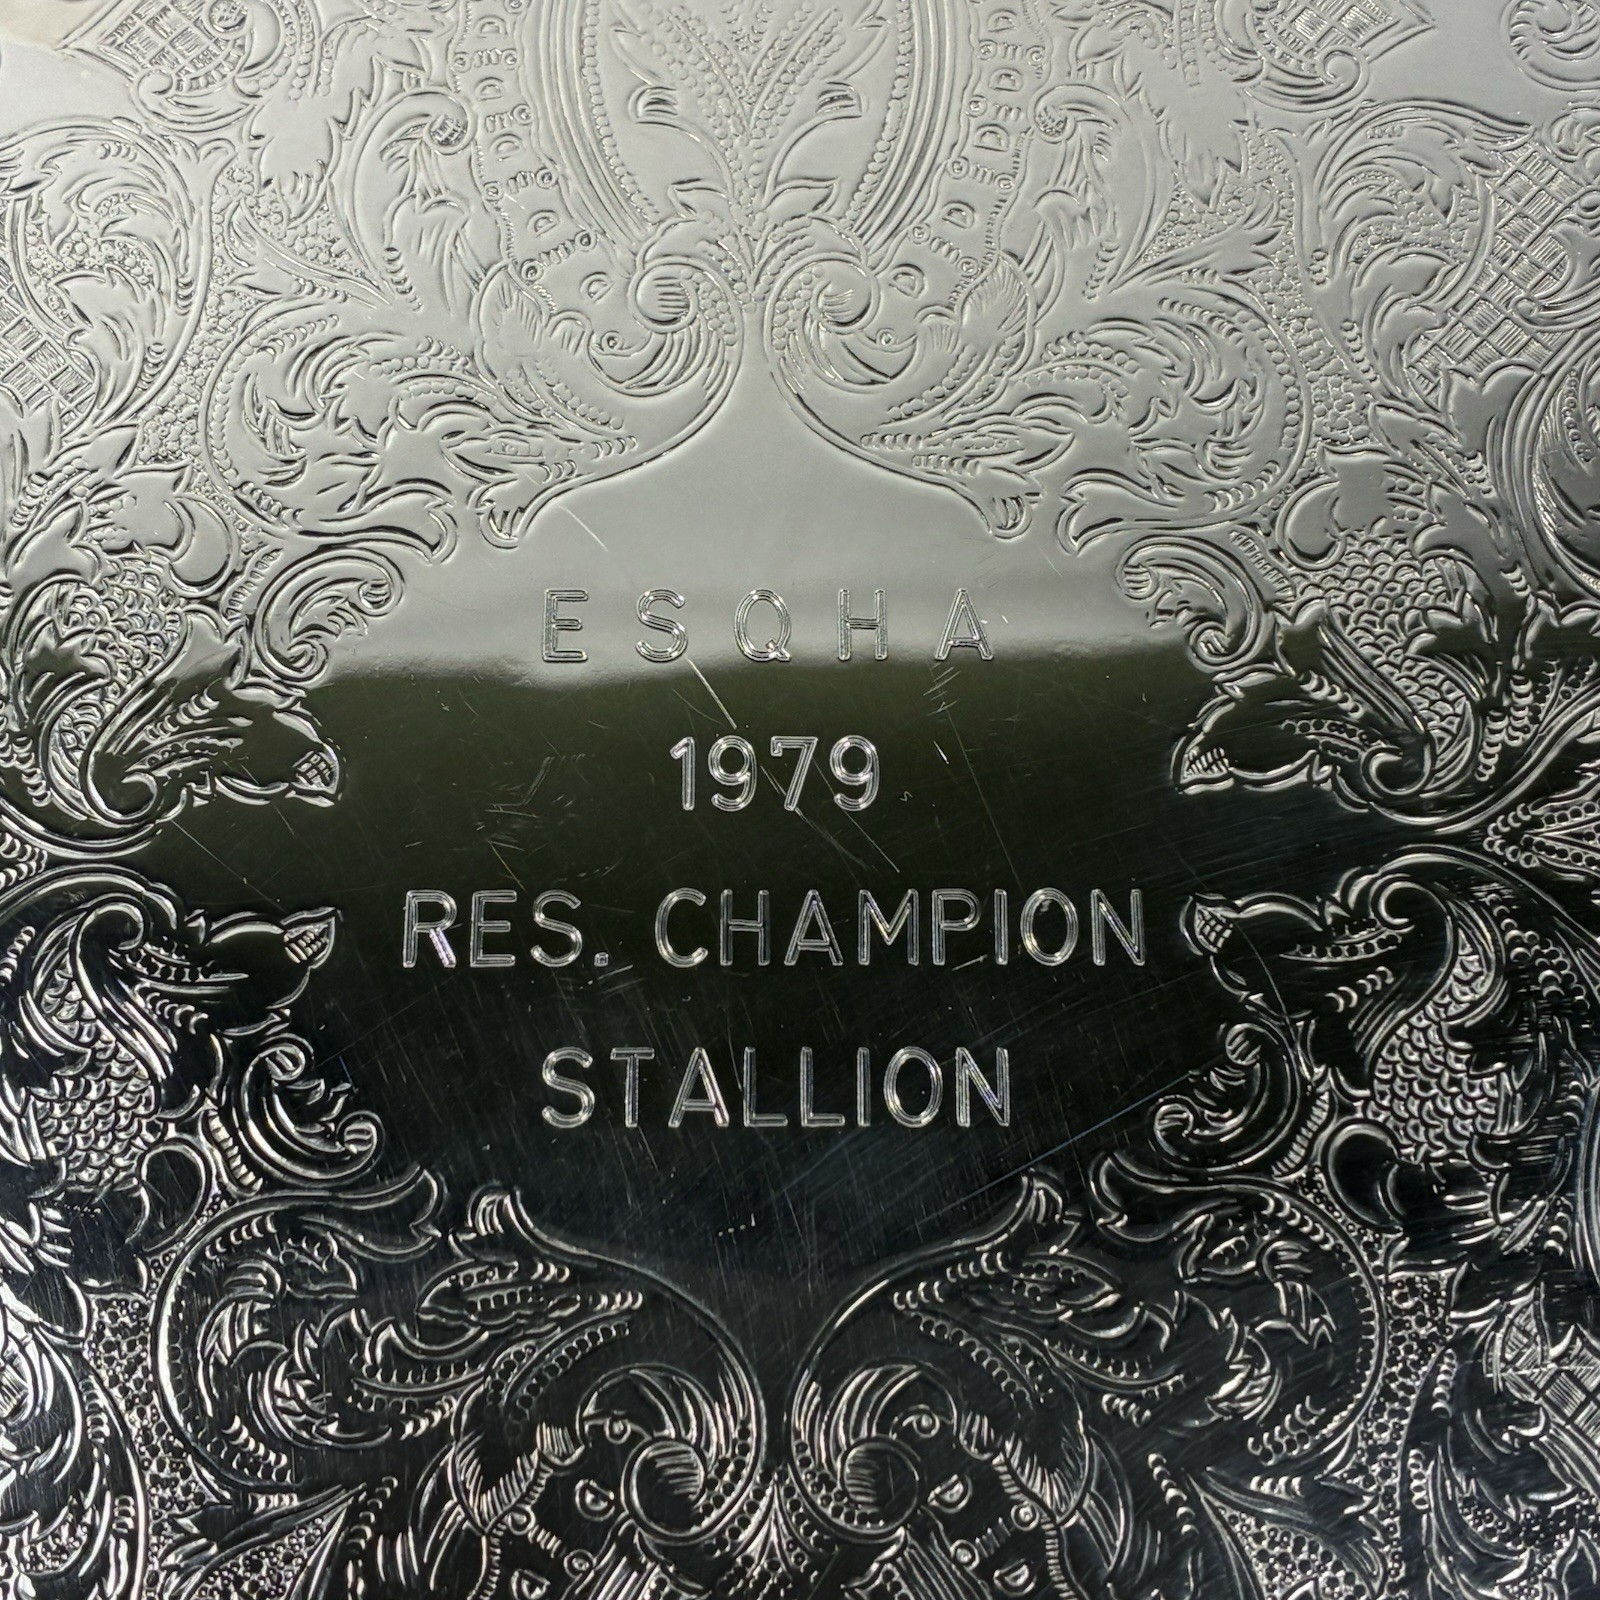 ESQHA
1979
RES. CHAMPION
STALLION